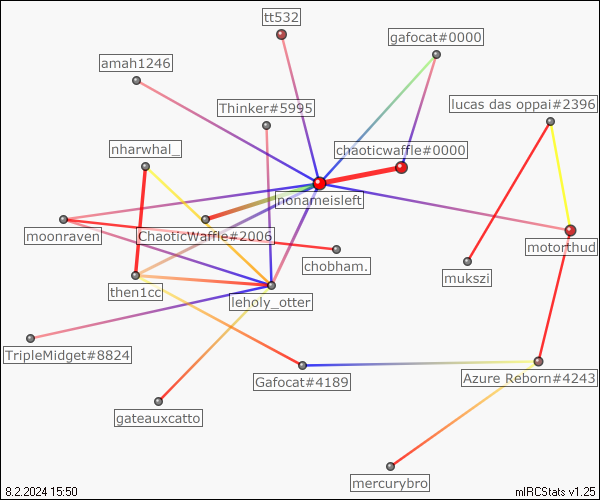 tt532
gafocat#0000
amah1246
Thinker#5995
lucas das oppai#2396
nharwhal_
chaoticwaffle#0000
nonameisleft
moonraven
ChaoticWaffle#2006
motorthud
chobham.
mukszi
then1cc
leholy_otter
TripleMidget#8824
Gafocat#4189
Azure Reborn#4243
gateauxcatto
mercurybro
8.2.2024 15:50
mIRCStats v1.25